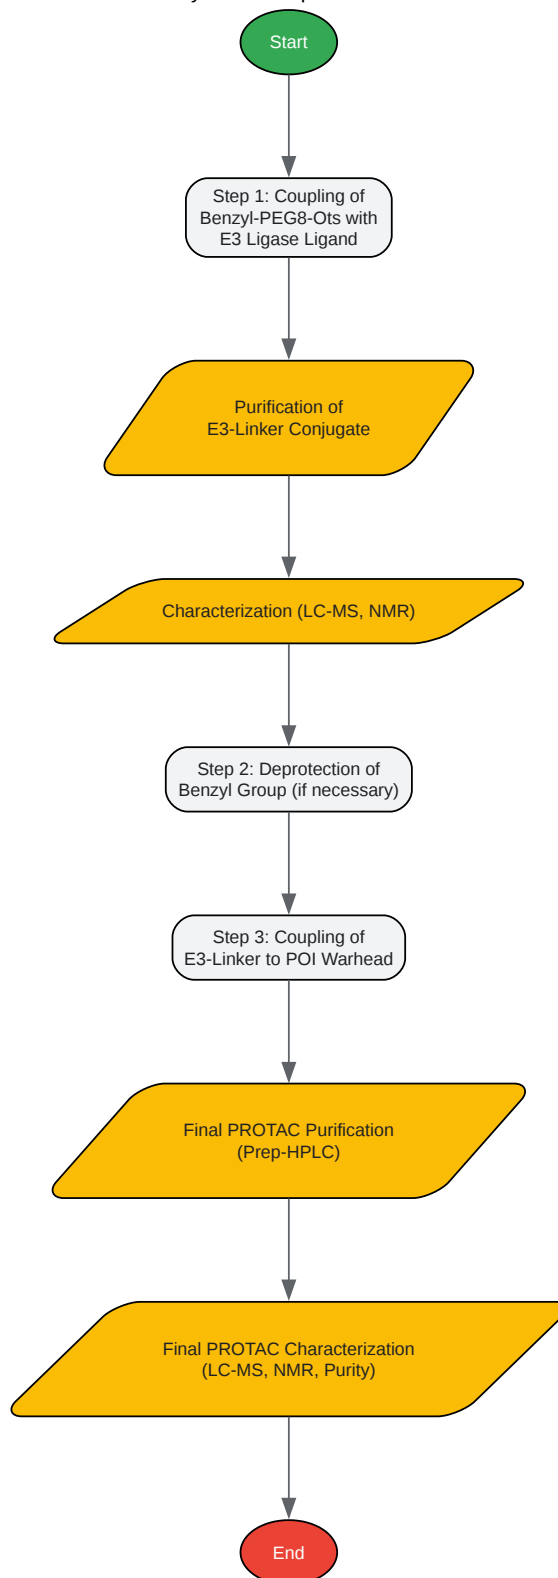 Start
Step 1: Coupling of
Benzyl-PEG8-Ots with
E3 Ligase Ligand
Purification of
E3-Linker Conjugate
Characterization (LC-MS, NMR)
Step 2: Deprotection of
Benzyl Group (if necessary)
Step 3: Coupling of
E3-Linker to POI Warhead
Final PROTAC Purification
(Prep-HPLC)
Final PROTAC Characterization
(LC-MS, NMR, Purity)
End